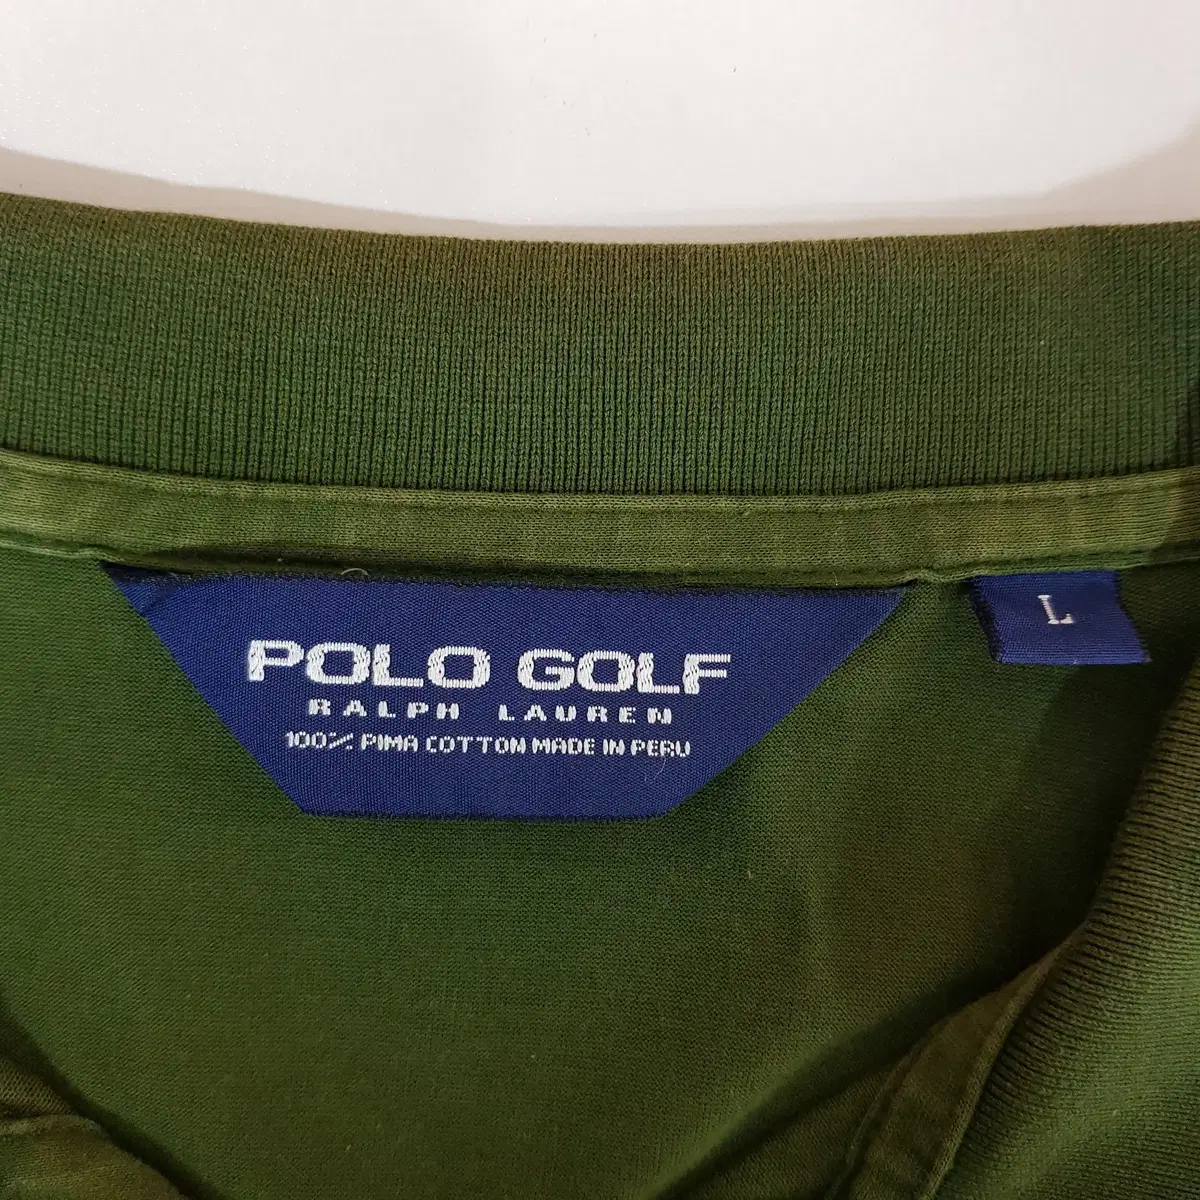 POLO GOLF
RALPH LAUREN
100% PIMA COTTON MADE IN PERU
L